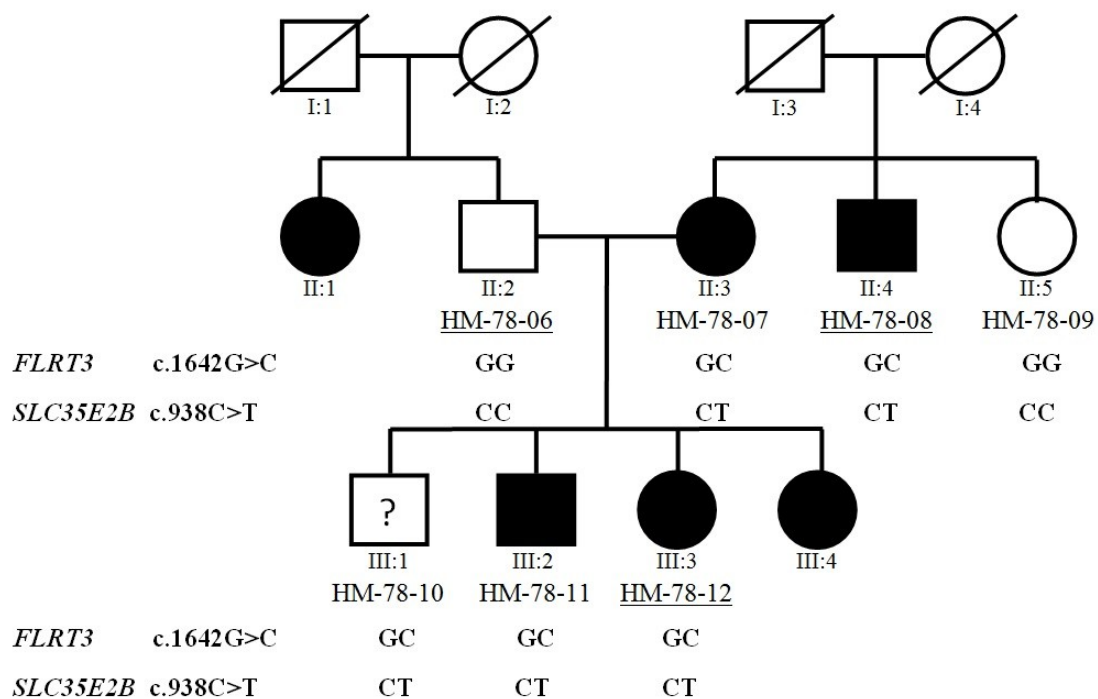 I:1 I:2 I:3 I:4
II:1 II:2 II:3 II:4 II:5
HM-78-06 HM-78-07 HM-78-08 HM-78-09
FLRT3 c.1642G>C GG GC GC GG
SLC35E2B c.938C>T CC CT CT CC
?
III:1 III:2 III:3 III:4
HM-78-10 HM-78-11 HM-78-12
FLRT3 c.1642G>C GC GC GC
SLC35E2B c.938C>T CT CT CT